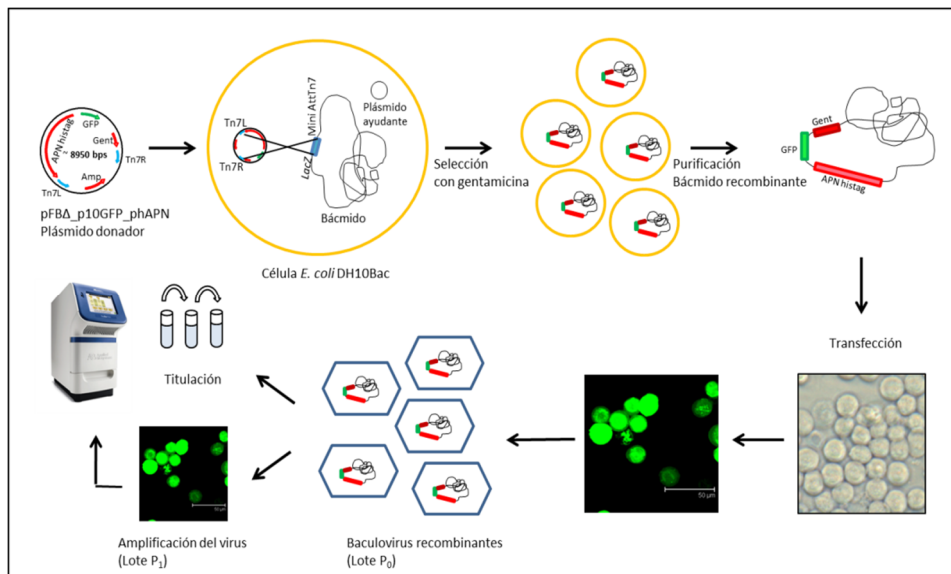 GFP
APN histag
Gent
Tn7R
~ 8950 bps
Amp
Tn7L
pFBΔ_p10GFP_phAPN
Plásmido donador
Tn7L
Tn7R
LacZ
Mini AttTn7
Plásmido
ayudante
Bácmido
Célula E. coli DH10Bac
Selección
con gentamicina
Purificación
Bácmido recombinante
Gent
GFP
APN histag
Transfección
50 µm
Baculovirus recombinantes
(Lote P₀)
Titulación
50 µm
Amplificación del virus
(Lote P₁)